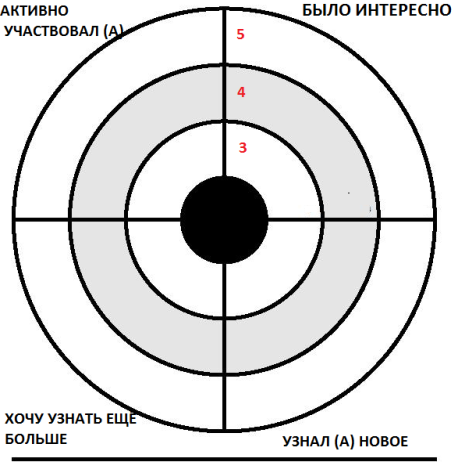 АКТИВНО
УЧАСТВОВАЛ (А)
БЫЛО ИНТЕРЕСНО
5
4
3
ХОЧУ УЗНАТЬ ЕЩЕ
БОЛЬШЕ
УЗНАЛ (А) НОВОЕ